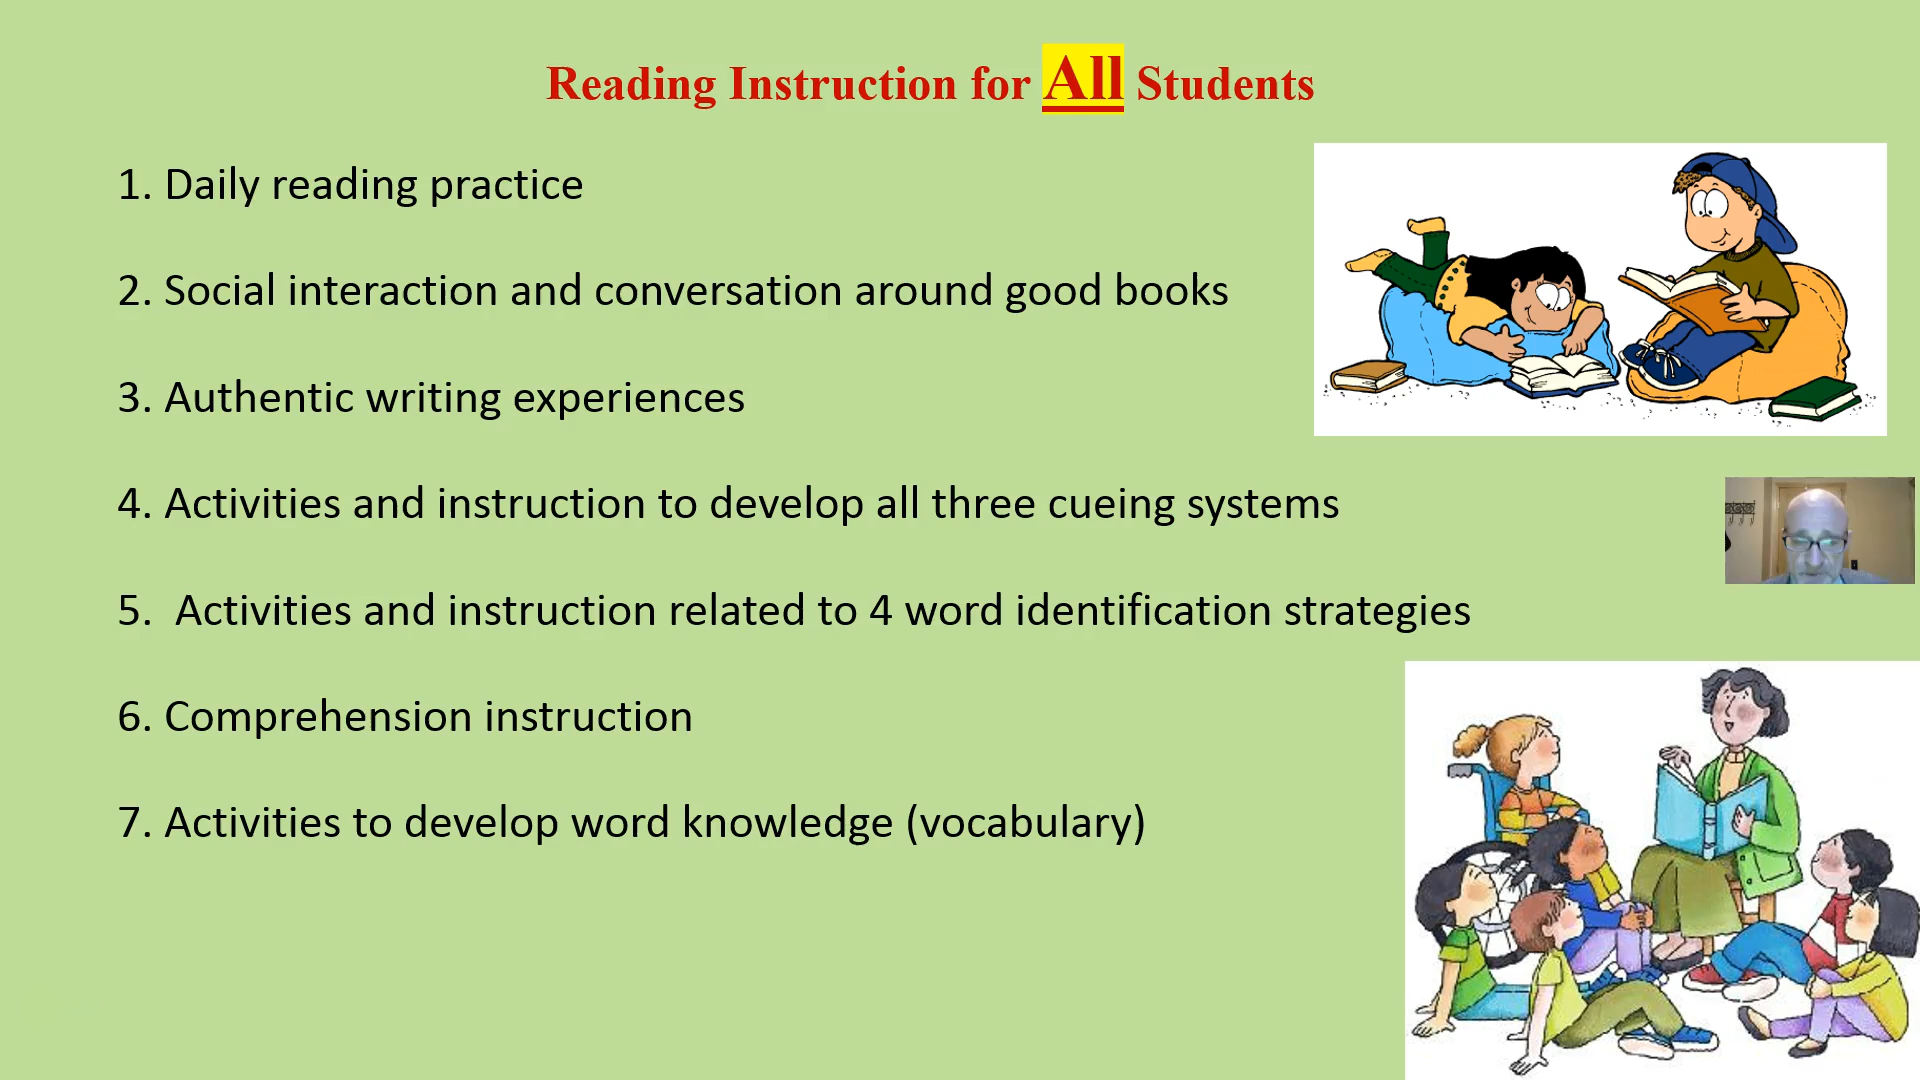 Reading Instruction for All Students
1. Daily reading practice
2. Social interaction and conversation around good books
3. Authentic writing experiences
4. Activities and instruction to develop all three cueing systems
5.  Activities and instruction related to 4 word identification strategies
6. Comprehension instruction
7. Activities to develop word knowledge (vocabulary)